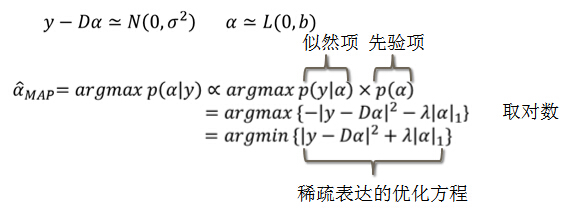 y − Dα ≃ N(0, σ²) α ≃ L(0, b)
似然项 先验项
α̂_MAP = argmax p(α|y) ∝ argmax p(y|α) × p(α)
= argmax {−|y − Dα|² − λ|α|₁} 取对数
= argmin {|y − Dα|² + λ|α|₁}
稀疏表达的优化方程